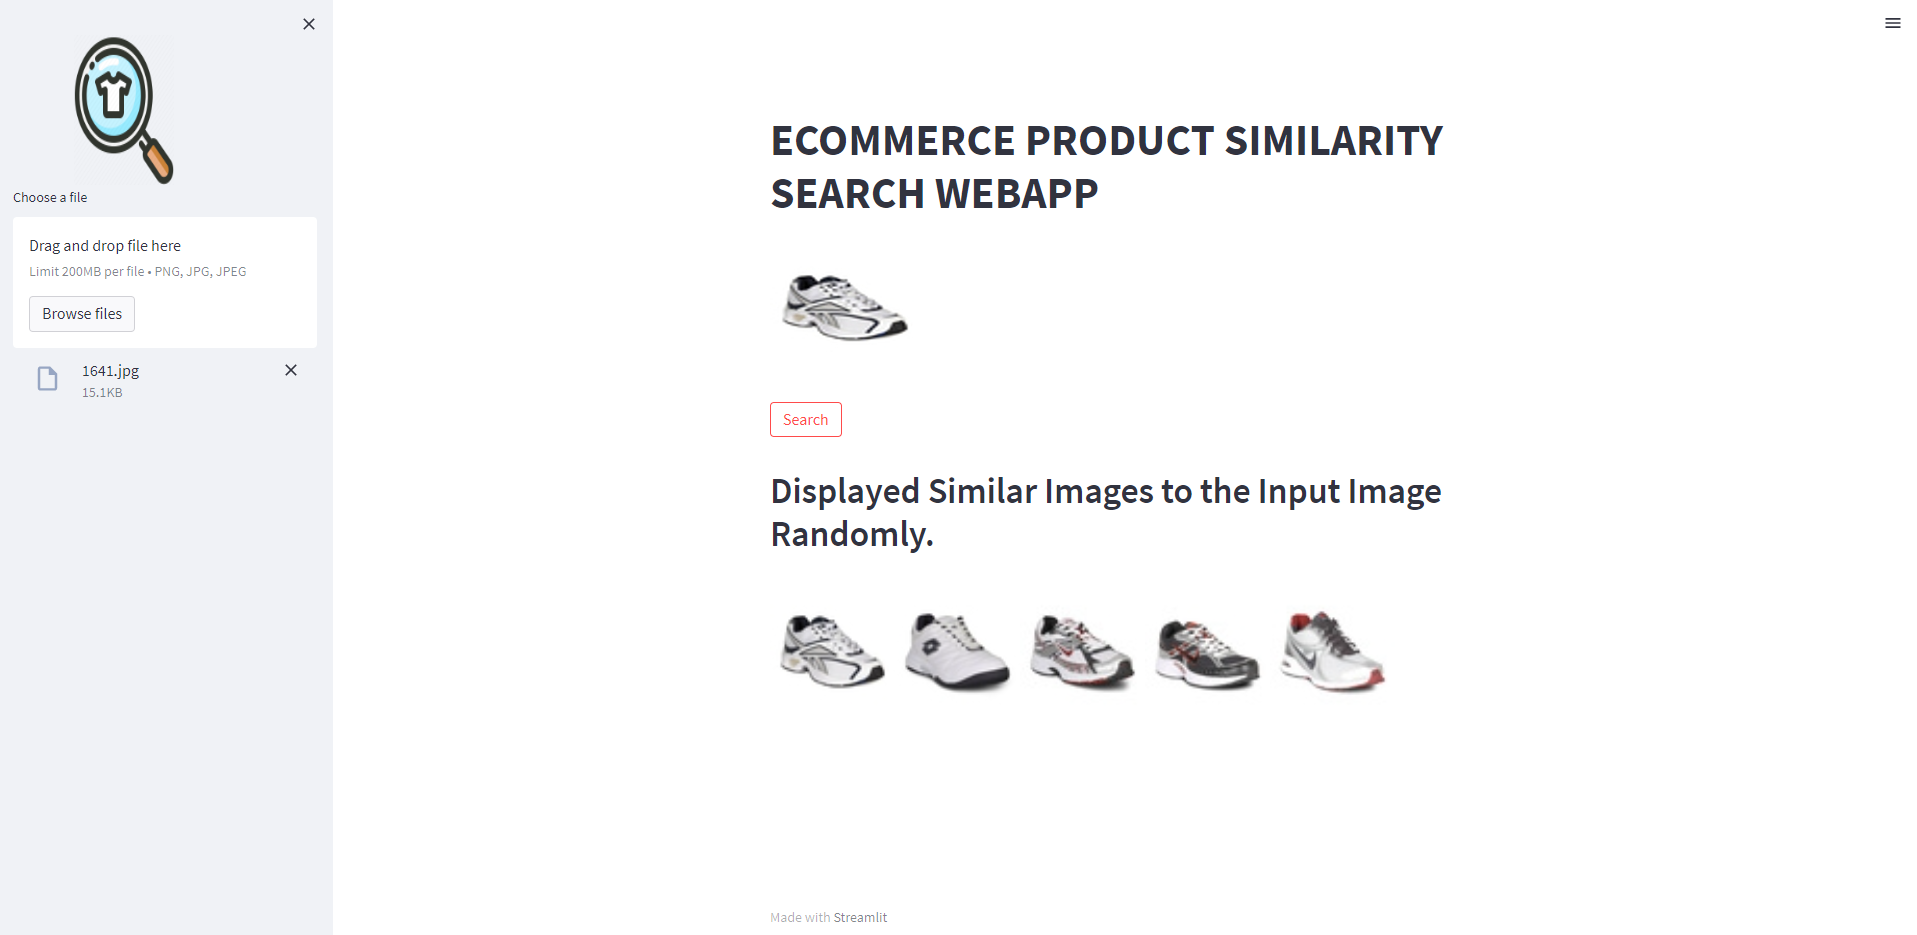 Choose a file
Drag and drop file here
Limit 200MB per file • PNG, JPG, JPEG
Browse files
1641.jpg
15.1KB
ECOMMERCE PRODUCT SIMILARITY
SEARCH WEBAPP
Search
Displayed Similar Images to the Input Image
Randomly.
Made with Streamlit